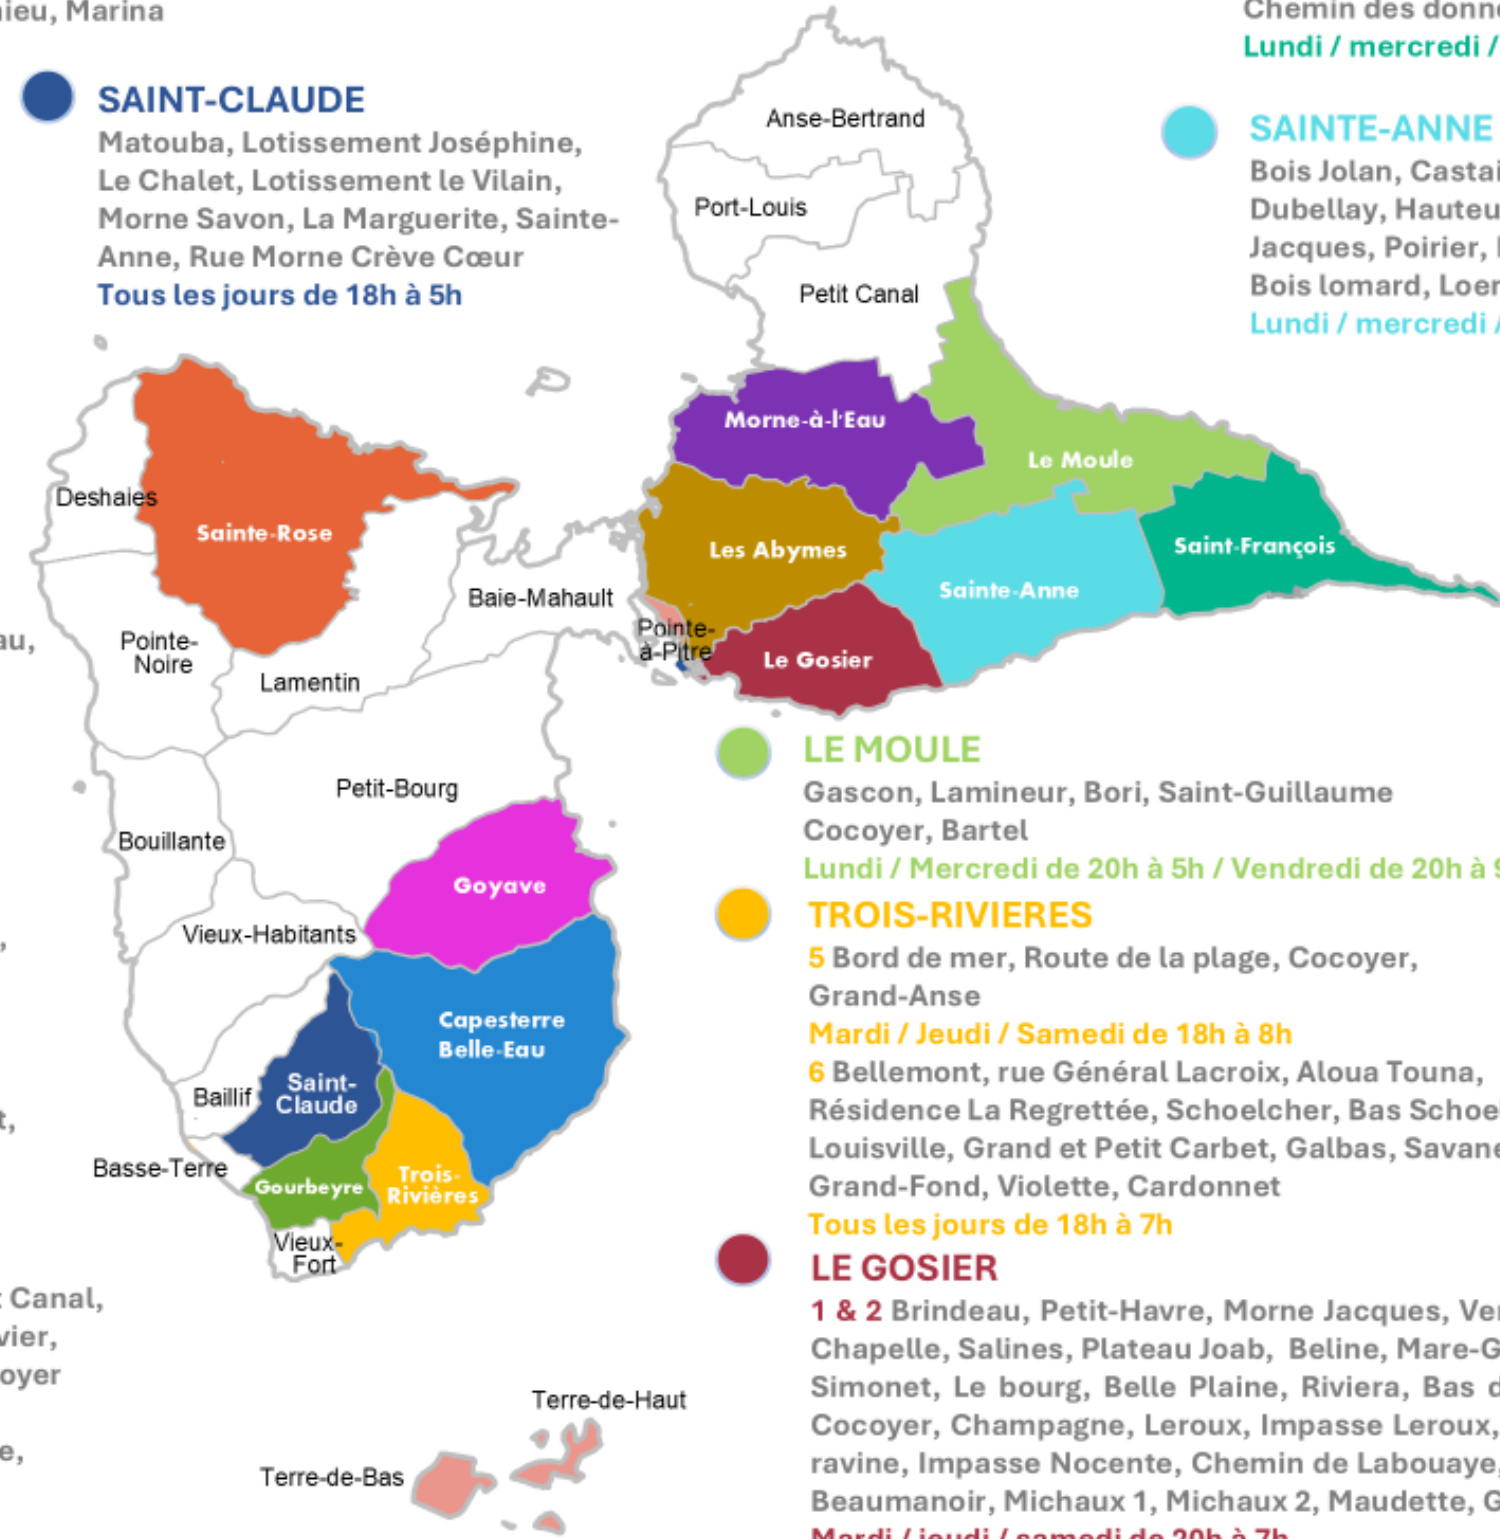 ieu, Marina
SAINT-CLAUDE
Matouba, Lotissement Joséphine,
Le Chalet, Lotissement le Vilain,
Morne Savon, La Marguerite, Sainte-
Anne, Rue Morne Crève Cœur
Tous les jours de 18h à 5h
Chemin des donn
Lundi / mercredi /
SAINTE-ANNE
Bois Jolan, Castai
Dubellay, Hauteu
Jacques, Poirier,
Bois lomard, Loer
Lundi / mercredi /
Anse-Bertrand
Port-Louis
Petit Canal
Morne-à-l'Eau
Le Moule
Deshaies
Sainte-Rose
Les Abymes
Saint-François
Sainte-Anne
Baie-Mahault
Pointe-
à-Pitre
Le Gosier
au,
Pointe-
Noire
Lamentin
Petit-Bourg
Bouillante
Goyave
Vieux-Habitants
,
Capesterre
Belle-Eau
Saint-
Claude
Baillif
t,
Basse-Terre
Gourbeyre
Trois-
Rivières
Vieux-
Fort
LE MOULE
Gascon, Lamineur, Bori, Saint-Guillaume
Cocoyer, Bartel
Lundi / Mercredi de 20h à 5h / Vendredi de 20h à 9
TROIS-RIVIERES
5 Bord de mer, Route de la plage, Cocoyer,
Grand-Anse
Mardi / Jeudi / Samedi de 18h à 8h
6 Bellemont, rue Général Lacroix, Aloua Touna,
Résidence La Regrettée, Schoelcher, Bas Schoel
Louisville, Grand et Petit Carbet, Galbas, Savane
Grand-Fond, Violette, Cardonnet
Tous les jours de 18h à 7h
LE GOSIER
1 & 2 Brindeau, Petit-Havre, Morne Jacques, Ver
Chapelle, Salines, Plateau Joab, Beline, Mare-G
Simonet, Le bourg, Belle Plaine, Riviera, Bas d
Cocoyer, Champagne, Leroux, Impasse Leroux,
ravine, Impasse Nocente, Chemin de Labouaye,
Beaumanoir, Michaux 1, Michaux 2, Maudette, G
Mardi / jeudi / samedi de 20h à 7h
Canal,
vier,
oyer
e,
Terre-de-Haut
Terre-de-Bas